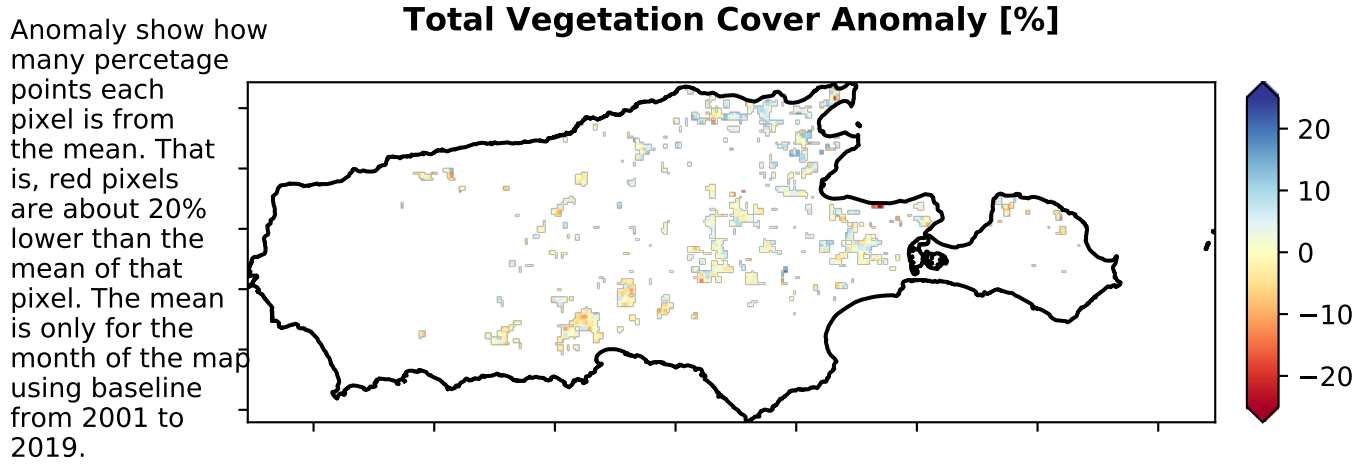 Total Vegetation Cover Anomaly [%]
Anomaly show how
many percetage
points each
pixel is from
the mean. That
is, red pixels
are about 20%
lower than the
mean of that
pixel. The mean
is only for the
month of the map
using baseline
from 2001 to
2019.
20
10
0
−10
−20